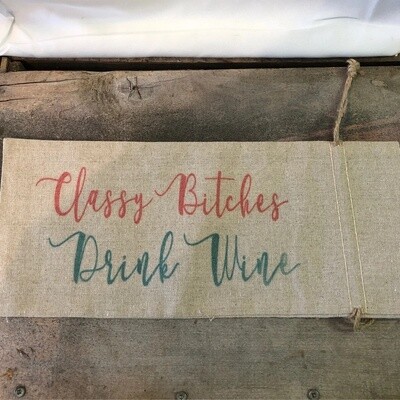 Classy Bitches
Drink Wine